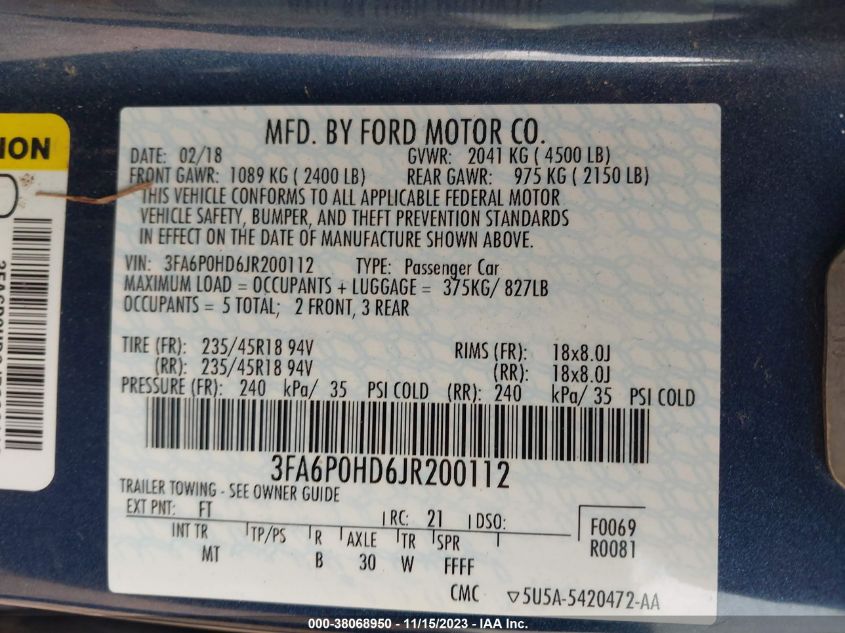 NION
MFD. BY FORD MOTOR CO.
DATE: 02/18 GVWR: 2041 KG ( 4500 LB)
FRONT GAWR: 1089 KG ( 2400 LB) REAR GAWR: 975 KG ( 2150 LB)
THIS VEHICLE CONFORMS TO ALL APPLICABLE FEDERAL MOTOR
VEHICLE SAFETY, BUMPER, AND THEFT PREVENTION STANDARDS
IN EFFECT ON THE DATE OF MANUFACTURE SHOWN ABOVE.
VIN: 3FA6P0HD6JR200112 TYPE: Passenger Car
MAXIMUM LOAD = OCCUPANTS + LUGGAGE = 375KG/ 827LB
OCCUPANTS = 5 TOTAL; 2 FRONT, 3 REAR
TIRE (FR): 235/45R18 94V RIMS (FR): 18x8.0J
(RR): 235/45R18 94V (RR): 18x8.0J
PRESSURE (FR): 240 kPa/ 35 PSI COLD (RR): 240 kPa/ 35 PSI COLD
3FA6P0HD6JR200112
TRAILER TOWING - SEE OWNER GUIDE
EXT PNT: FT RC: 21 DSO: F0069
INT TR TP/PS R AXLE TR SPR R0081
MT B 30 W FFFF
CMC ▽5U5A-5420472-AA
000-38068950 - 11/15/2023 - IAA Inc.